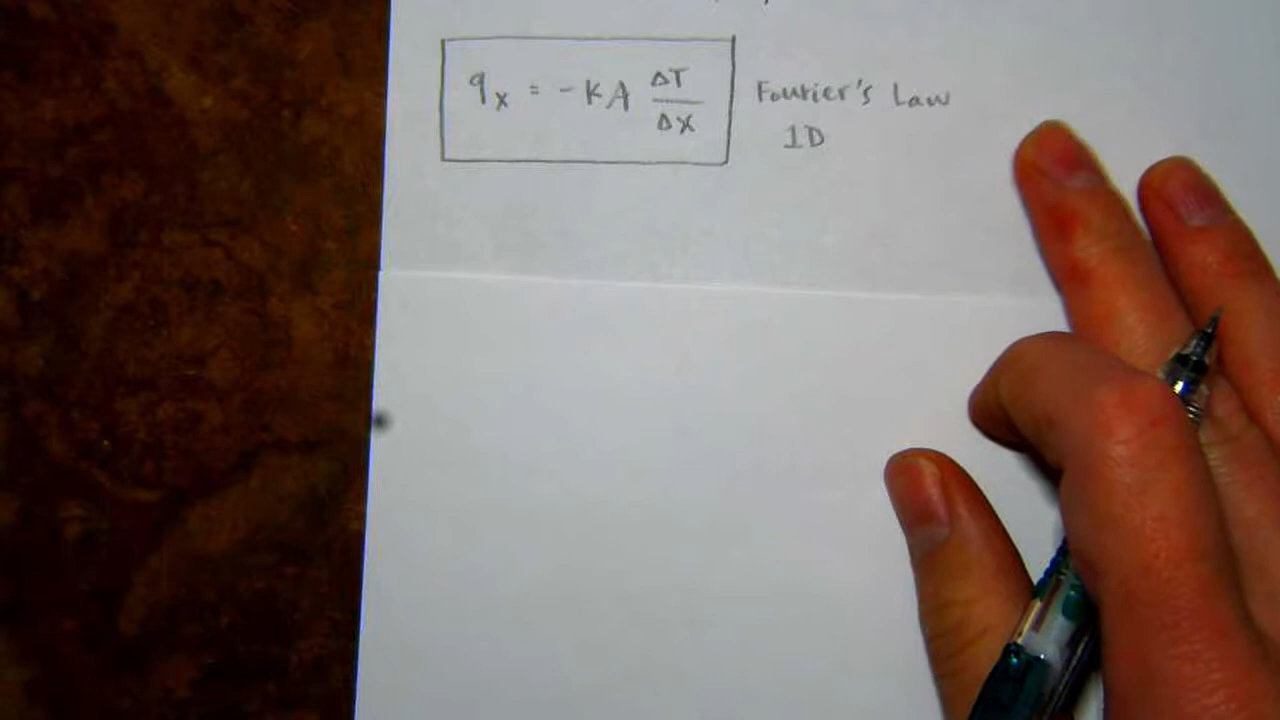 qx = -KA ΔT/Δx Fourier's Law
1D